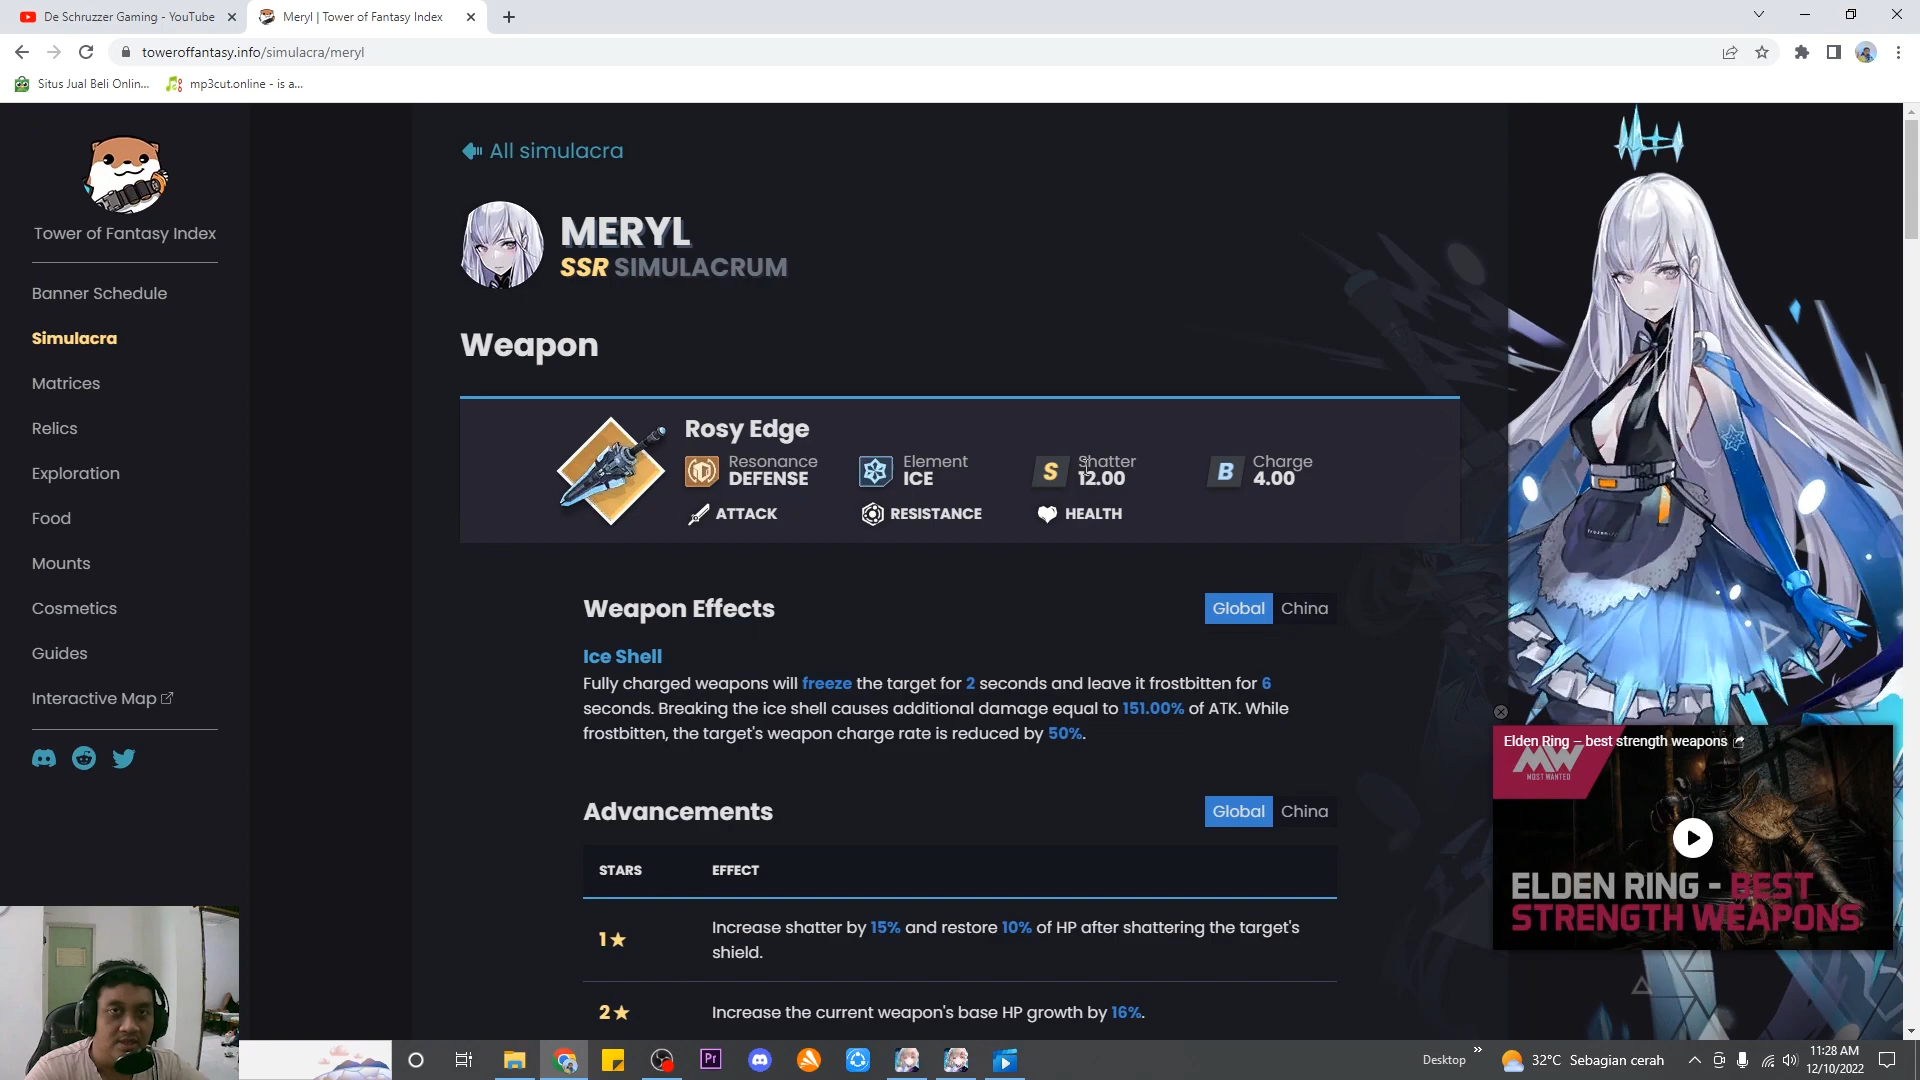 De Schruzzer Gaming - YouTube
Meryl | Tower of Fantasy Index
toweroffantasy.info/simulacra/meryl
Situs Jual Beli Onlin...
mp3cut.online - is a...
Tower of Fantasy Index
Banner Schedule
Simulacra
Matrices
Relics
Exploration
Food
Mounts
Cosmetics
Guides
Interactive Map
All simulacra
MERYL
SSR SIMULACRUM
Weapon
Rosy Edge
Resonance
DEFENSE
Element
ICE
S
Shatter
12.00
B
Charge
4.00
ATTACK
RESISTANCE
HEALTH
Weapon Effects
Global
China
Ice Shell
Fully charged weapons will freeze the target for 2 seconds and leave it frostbitten for 6
seconds. Breaking the ice shell causes additional damage equal to 151.00% of ATK. While
frostbitten, the target's weapon charge rate is reduced by 50%.
Advancements
Global
China
STARS
EFFECT
1★
Increase shatter by 15% and restore 10% of HP after shattering the target's
shield.
2★
Increase the current weapon's base HP growth by 16%.
Elden Ring – best strength weapons
MW
MOST WANTED
ELDEN RING - BEST
STRENGTH WEAPONS
Pr
Desktop
32°C Sebagian cerah
11:28 AM
12/10/2022